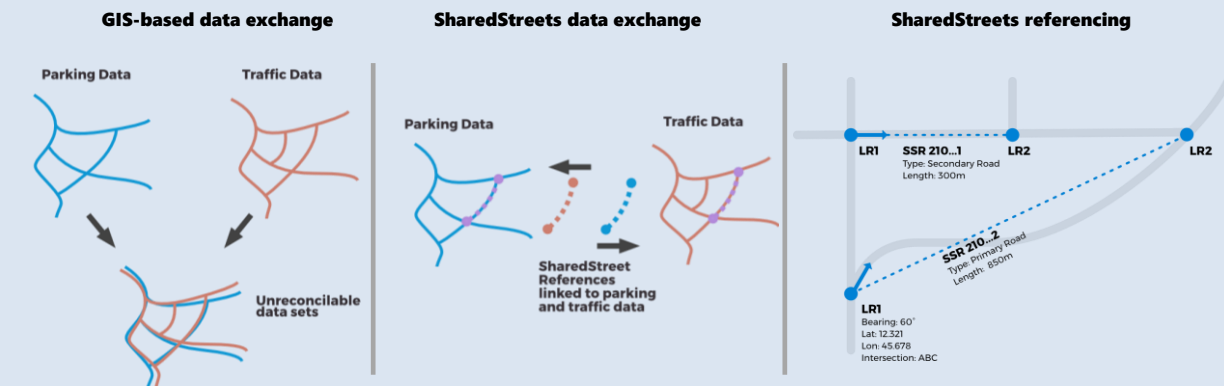 GIS-based data exchange
Parking Data
Traffic Data
Unreconcilable
data sets
SharedStreets data exchange
Parking Data
Traffic Data
SharedStreet
References
linked to parking
and traffic data
SharedStreets referencing
LR1
SSR 210...1
Type: Secondary Road
Length: 300m
LR2
LR2
SSR 210...2
Type: Primary Road
Length: 850m
LR1
Bearing: 60°
Lat: 12.321
Lon: 45.678
Intersection: ABC